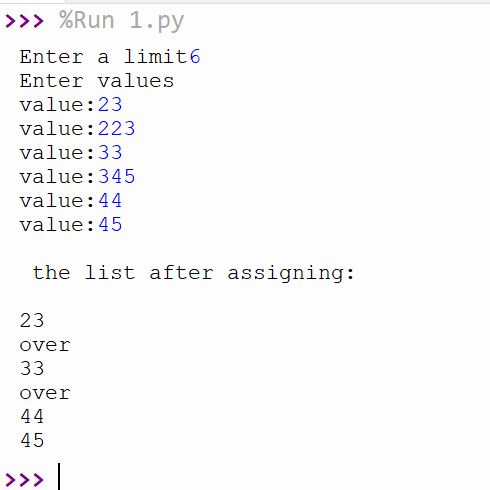 >>> %Run 1.py
Enter a limit6
Enter values
value:23
value:223
value:33
value:345
value:44
value:45
the list after assigning:
23
over
33
over
44
45
>>>